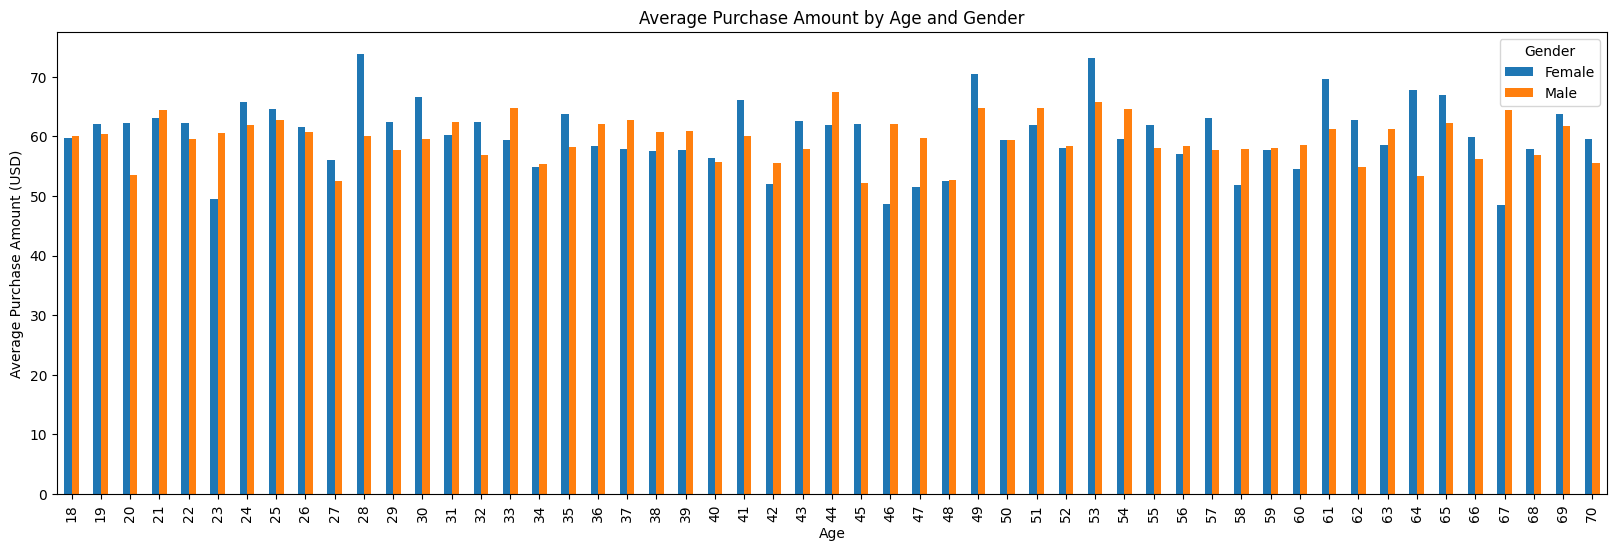 Average Purchase Amount by Age and Gender
Gender
Female
Male
Average Purchase Amount (USD)
70
60
50
40
30
20
10
0
18 19 20 21 22 23 24 25 26 27 28 29 30 31 32 33 34 35 36 37 38 39 40 41 42 43 44 45 46 47 48 49 50 51 52 53 54 55 56 57 58 59 60 61 62 63 64 65 66 67 68 69 70
Age